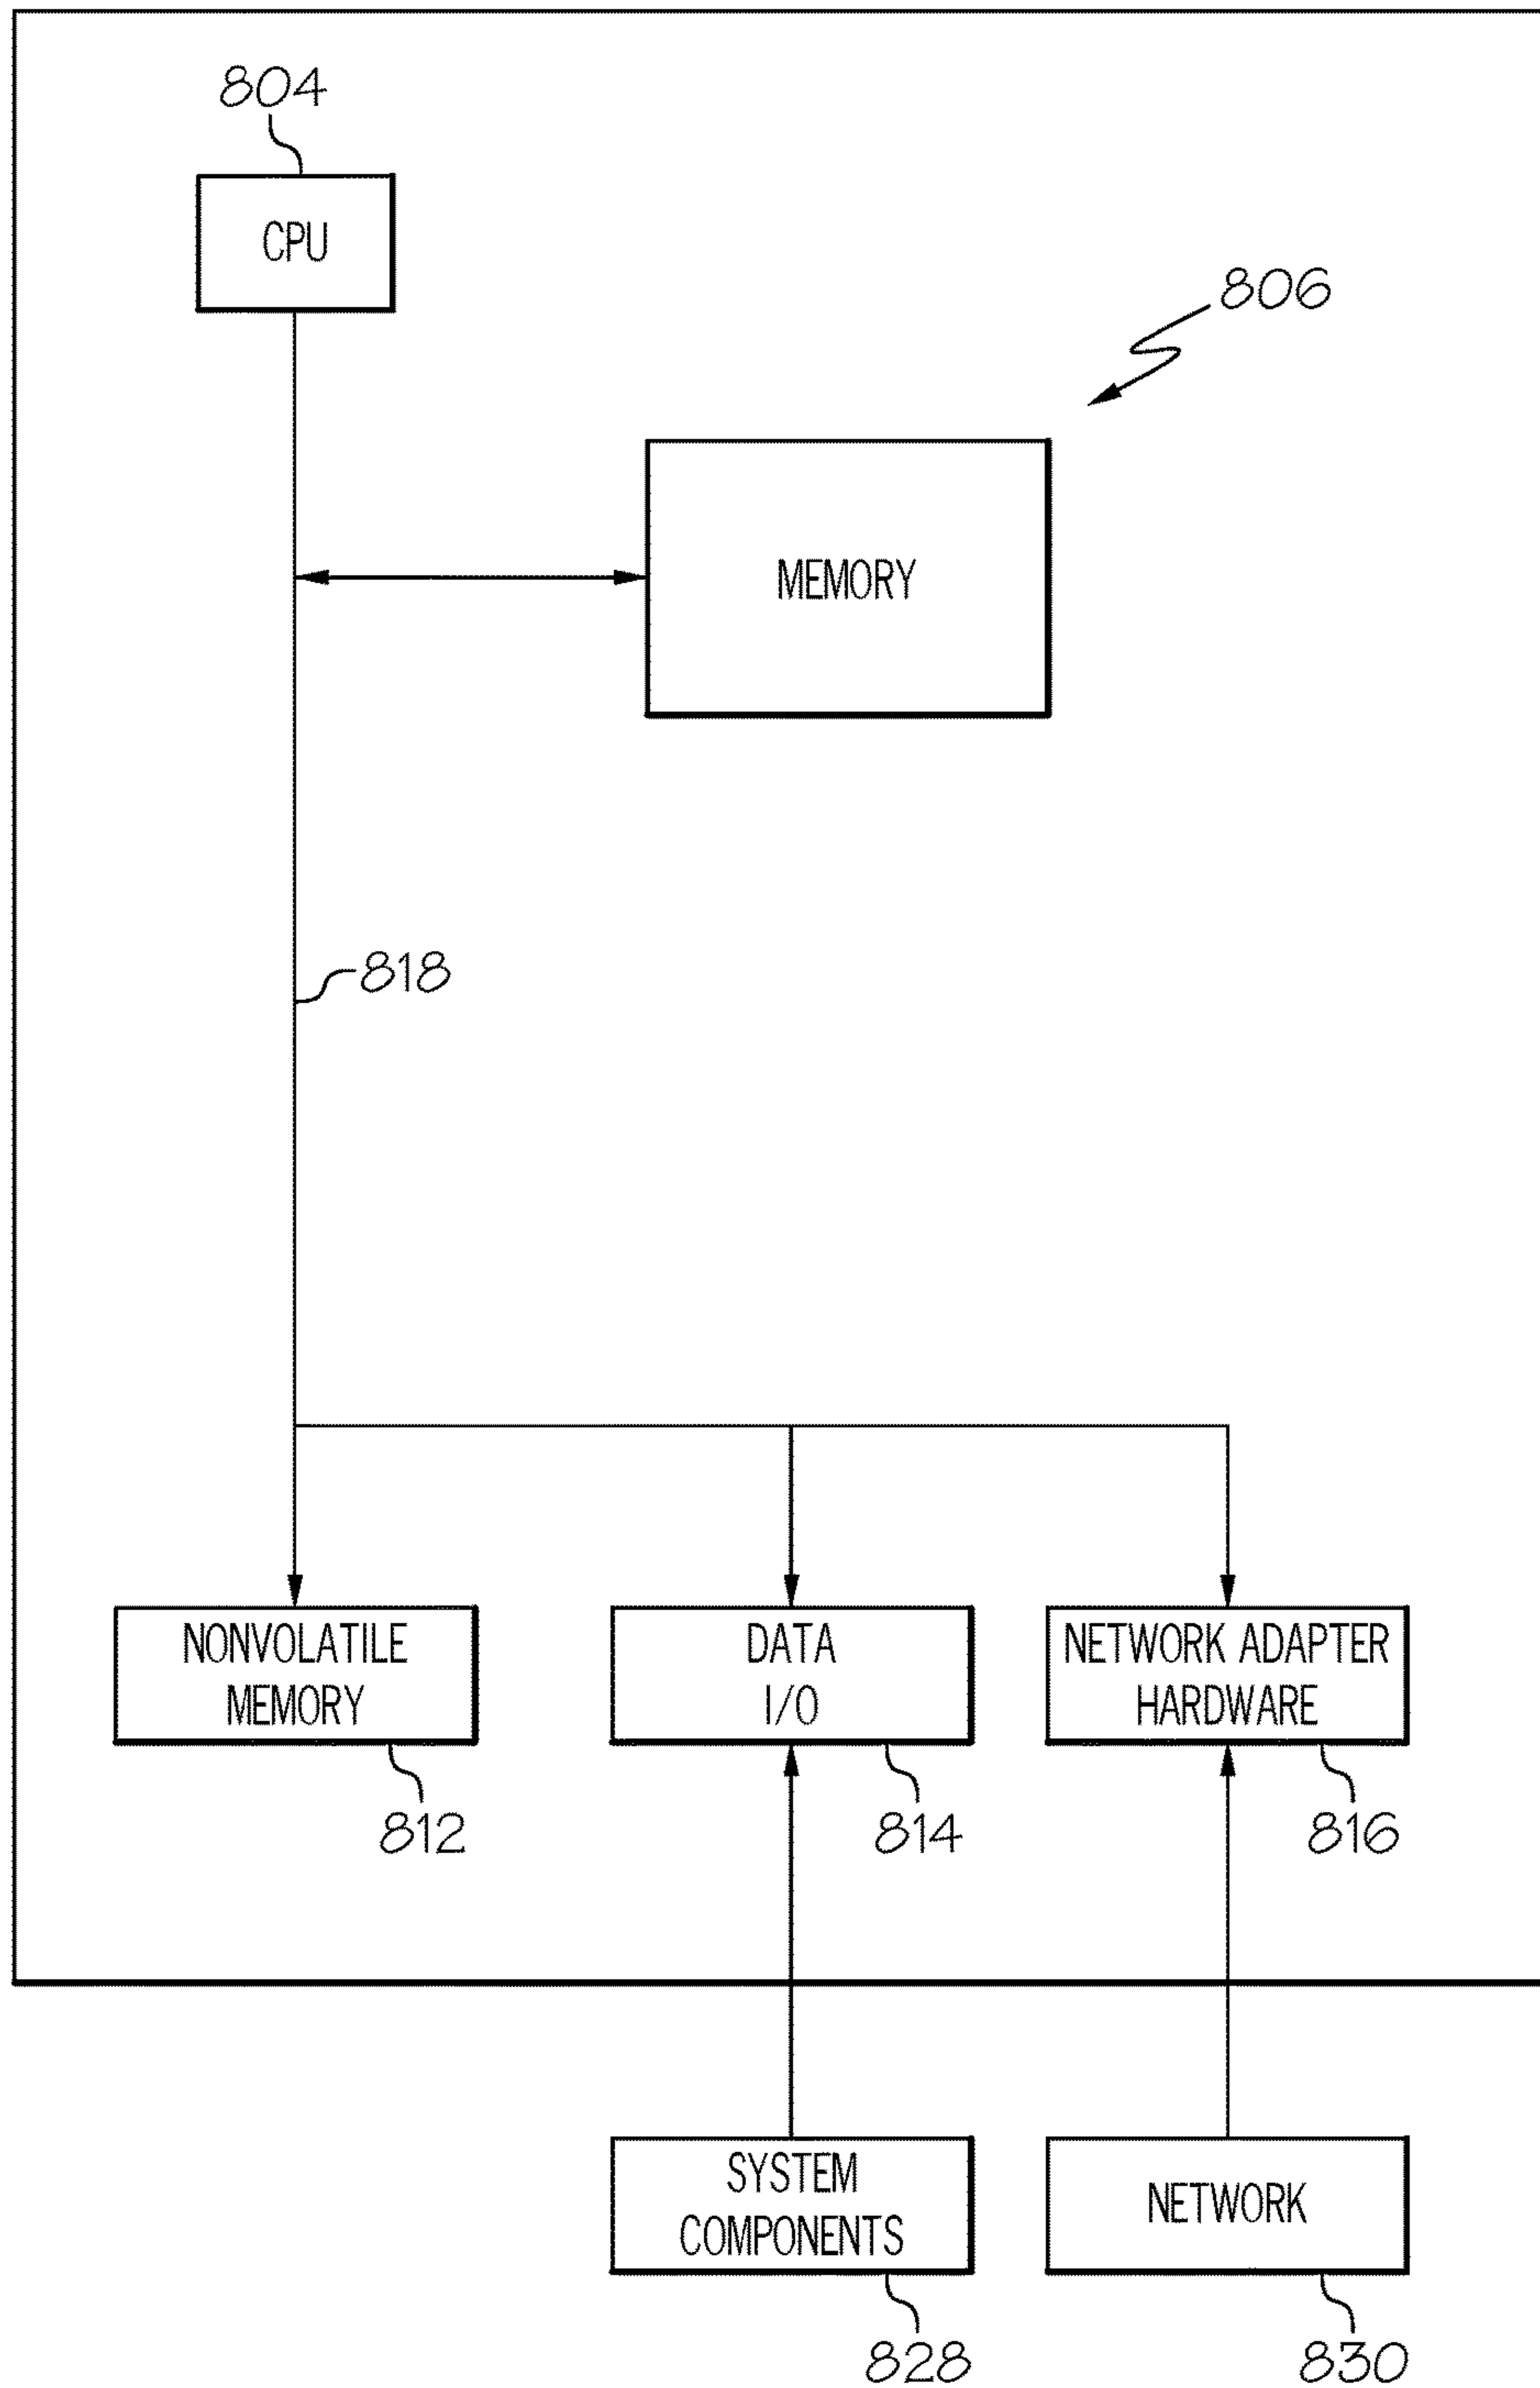 804
CPU
806
MEMORY
818
NONVOLATILE
MEMORY
DATA
I/O
NETWORK ADAPTER
HARDWARE
812
814
816
SYSTEM
COMPONENTS
NETWORK
828
830